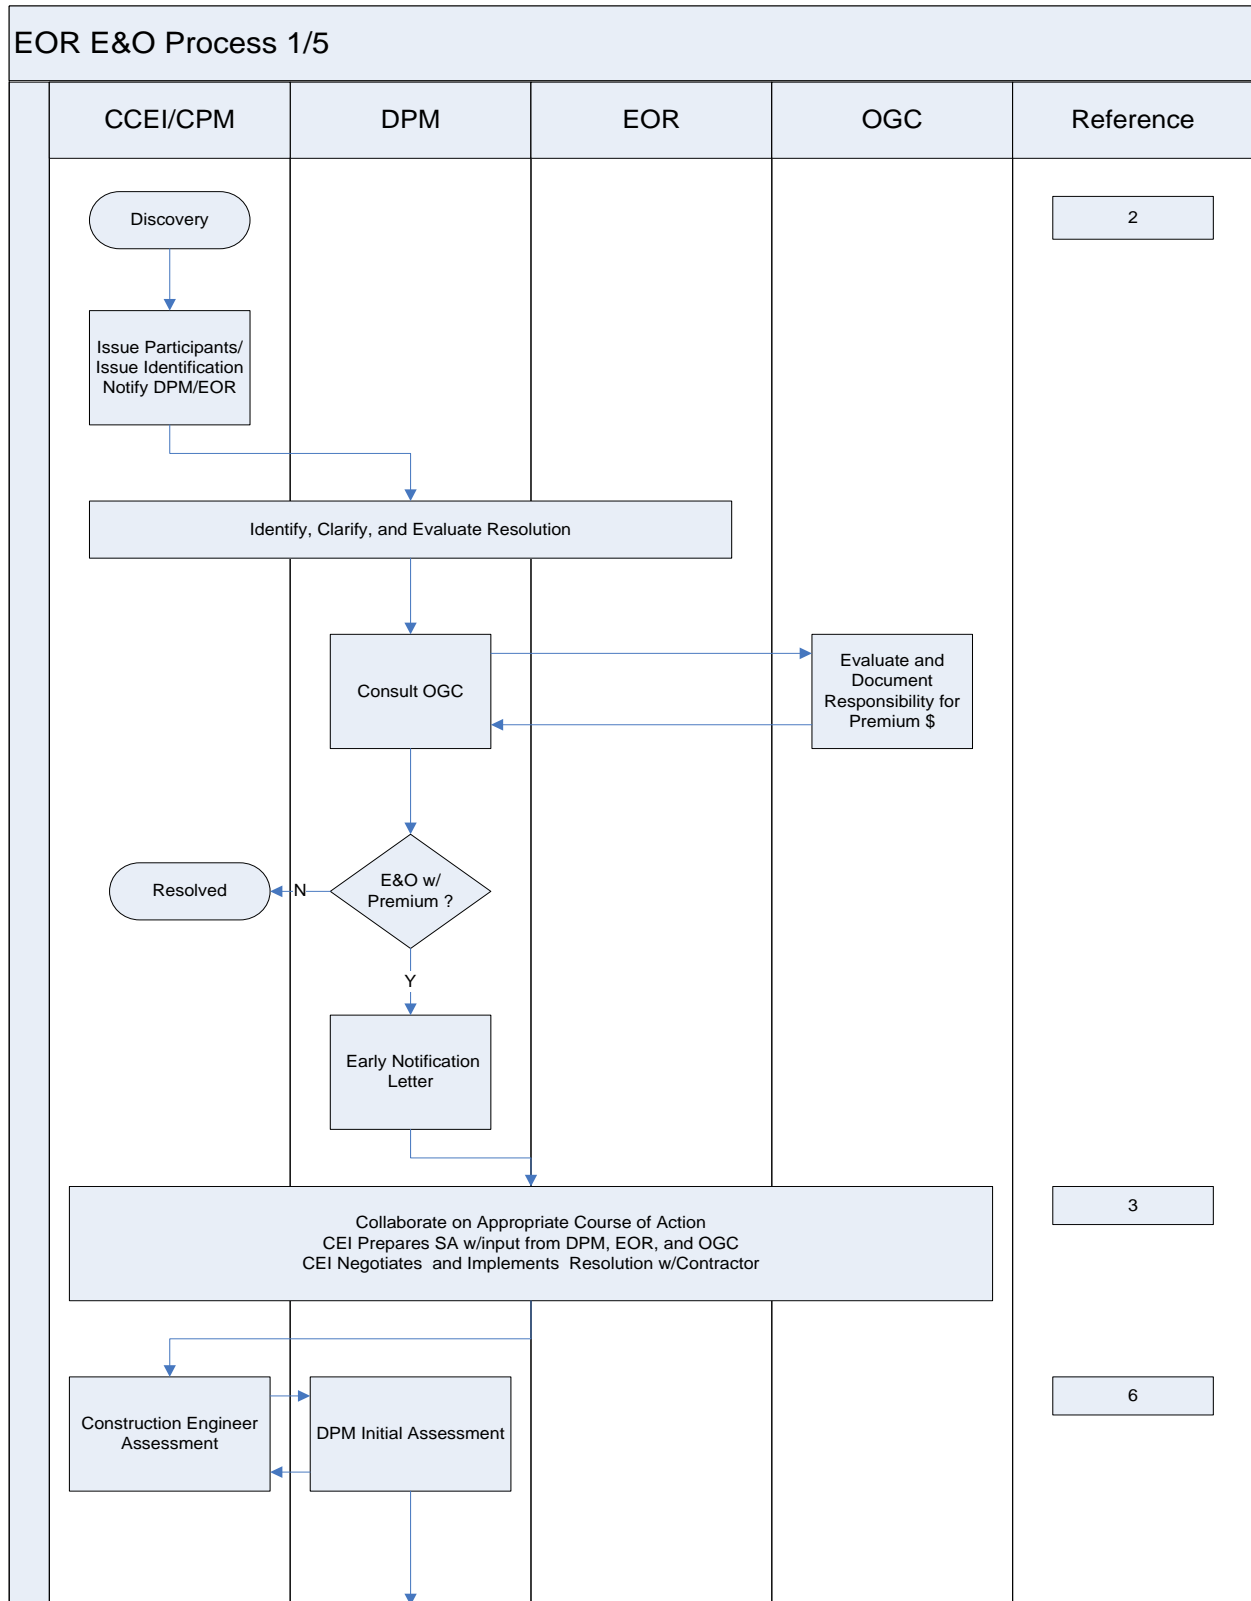 EOR E&O Process 1/5
CCEI/CPM
DPM
EOR
OGC
Reference
Discovery
2
Issue Participants/
Issue Identification
Notify DPM/EOR
Identify, Clarify, and Evaluate Resolution
Consult OGC
Evaluate and
Document
Responsibility for
Premium $
Resolved
N
E&O w/
Premium ?
Y
Early Notification
Letter
Collaborate on Appropriate Course of Action
CEI Prepares SA w/input from DPM, EOR, and OGC
CEI Negotiates and Implements Resolution w/Contractor
3
Construction Engineer
Assessment
DPM Initial Assessment
6